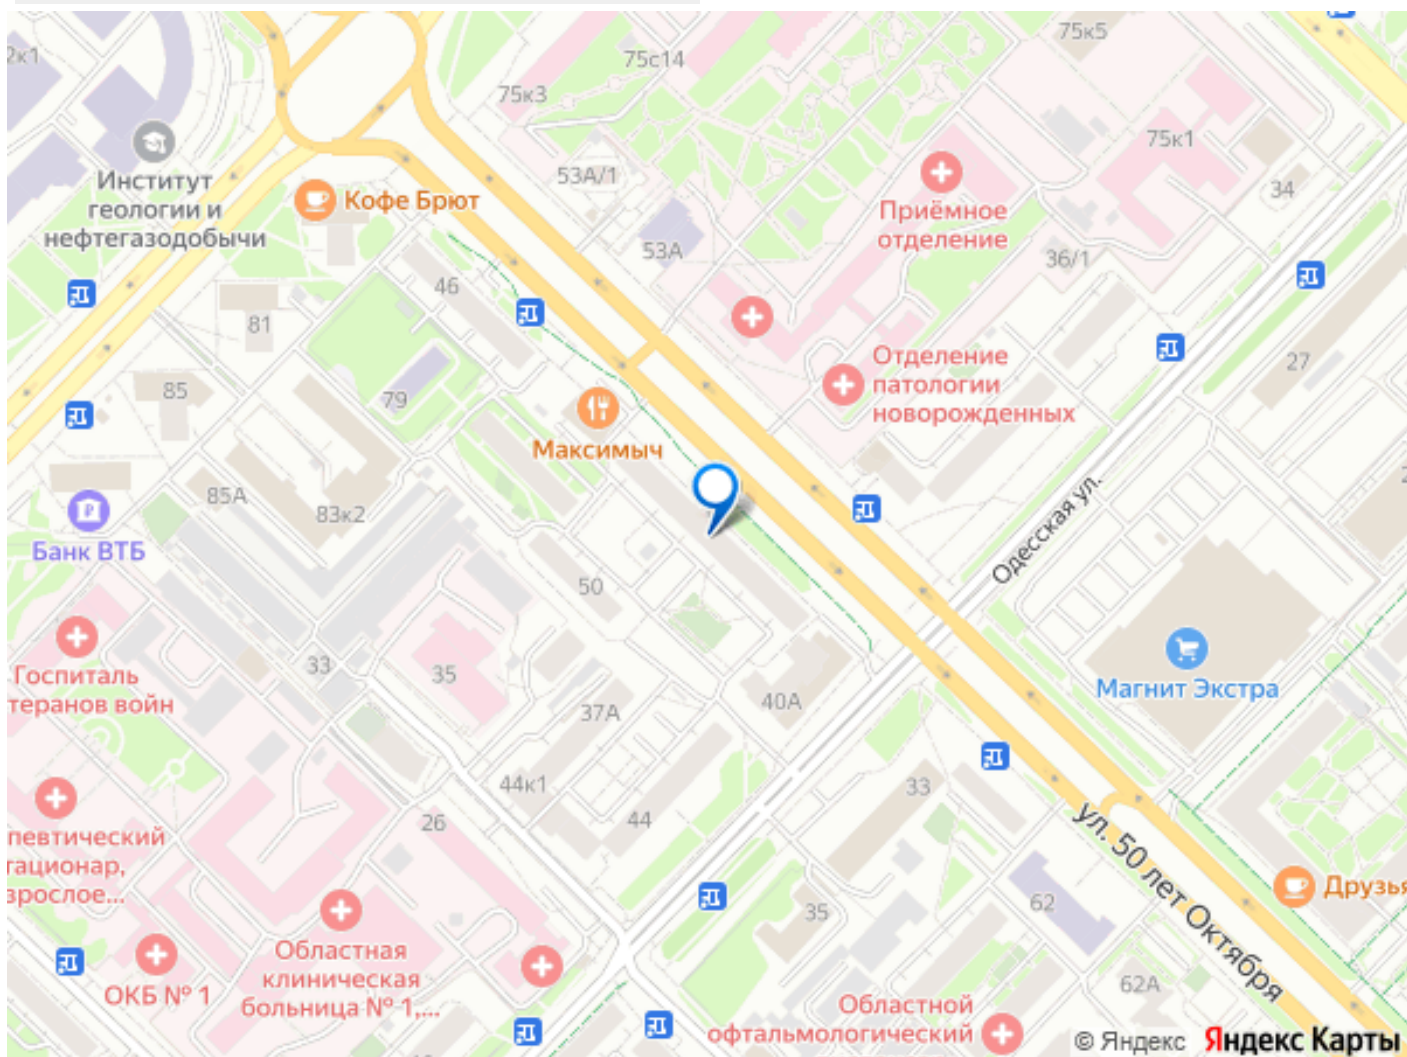 2к1
75к5
75с14
75к3
75к1
Институт
геологии и
нефтегазодобычи
53А/1
Кофе Брют
Приёмное
отделение
34
53А
36/1
46
81
Отделение
патологии
новорожденных
27
85
79
Максимыч
85А
83к2
Банк ВТБ
Одесская ул.
50
Госпиталь
теранов войн
33
35
37А
40А
Магнит Экстра
44к1
44
33
26
певтический
тационар,
зрослое...
ул. 50 лет Октября
Друзья
62
35
Областная
клиническая
больница № 1,...
ОКБ № 1
62А
Областной
офтальмологический
42
© Яндекс Яндекс Карты